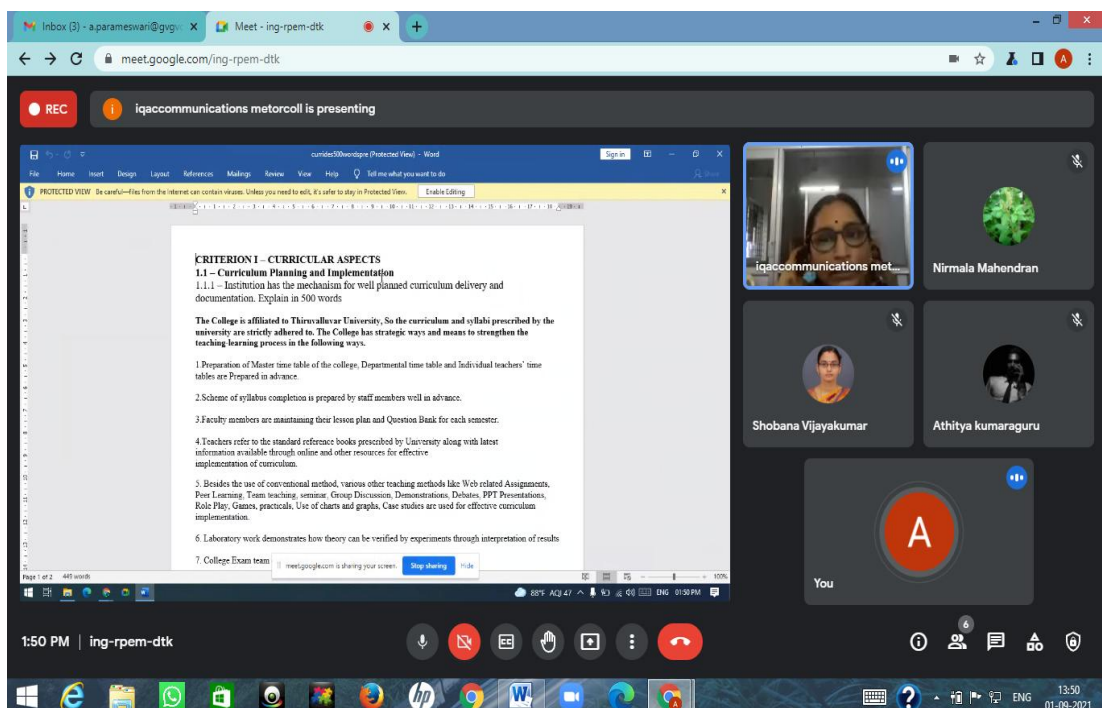 Inbox (3) - a.parameswari@gvgv
Meet - ing-rpem-dtk
meet.google.com/ing-rpem-dtk
A
REC
i
iqaccommunications metorcoll is presenting
currides500wordspre (Protected View) - Word
Sign in
File Home Insert Design Layout References Mailings Review View Help Tell me what you want to do
Share
PROTECTED VIEW Be careful—files from the Internet can contain viruses. Unless you need to edit, it's safer to stay in Protected View. Enable Editing
CRITERION I – CURRICULAR ASPECTS
1.1 – Curriculum Planning and Implementation
1.1.1 – Institution has the mechanism for well planned curriculum delivery and
documentation. Explain in 500 words
The College is affiliated to Thiruvalluvar University, So the curriculum and syllabi prescribed by the
university are strictly adhered to. The College has strategic ways and means to strengthen the
teaching-learning process in the following ways.
1.Preparation of Master time table of the college, Departmental time table and Individual teachers' time
tables are Prepared in advance.
2.Scheme of syllabus completion is prepared by staff members well in advance.
3.Faculty members are maintaining their lesson plan and Question Bank for each semester.
4.Teachers refer to the standard reference books prescribed by University along with latest
information available through online and other resources for effective
implementation of curriculum.
5. Besides the use of conventional method, various other teaching methods like Web related Assignments,
Peer Learning, Team teaching, seminar, Group Discussion, Demonstrations, Debates, PPT Presentations,
Role Play, Games, practicals, Use of charts and graphs, Case studies are used for effective curriculum
implementation.
6. Laboratory work demonstrates how theory can be verified by experiments through interpretation of results
7. College Exam team
meet.google.com is sharing your screen. Stop sharing Hide
Page 1 of 2 445 words
100%
88°F AQI 47 ENG 01:50 PM
iqaccommunications met...
Nirmala Mahendran
Shobana Vijayakumar
Athitya kumaraguru
A
You
1:50 PM | ing-rpem-dtk
CC
6
hp
W
ENG
13:50
01-09-2021